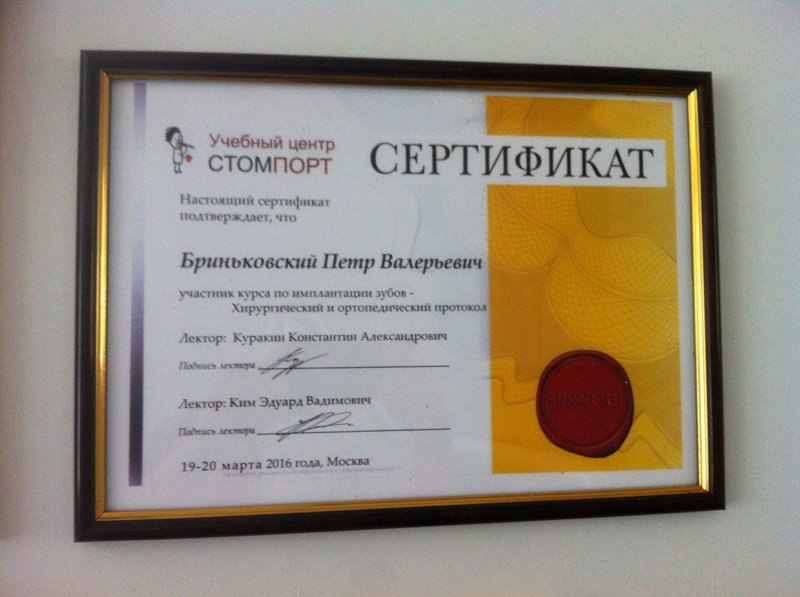 Учебный центр
СТОМПОРТ
СЕРТИФИКАТ
Настоящий сертификат
подтверждает, что
Бриньковский Петр Валерьевич
участник курса по имплантации зубов -
Хирургический и ортопедический протокол
Лектор: Куракин Константин Александрович
Подпись лектора
Лектор: Ким Эдуард Вадимович
Подпись лектора
19-20 марта 2016 года, Москва